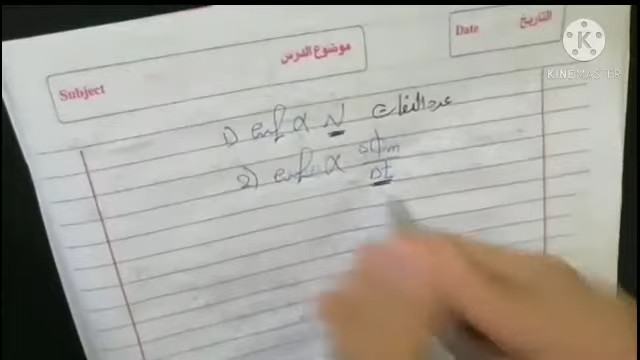 موضوع الدرس
التاريخ
Date
Subject
KINEMASTER
1) emf α N عدد اللفات
2) emf α Δϕm
Δt